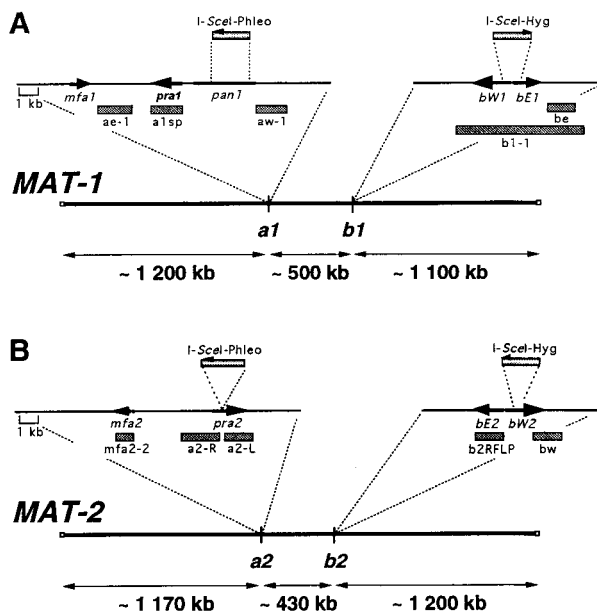 A
I-SceI-Phleo
I-SceI-Hyg
1 kb
mfa1
pra1
pan1
bW1
bE1
ae-1
a1sp
aw-1
be
b1-1
MAT-1
a1
b1
~ 1 200 kb
~ 500 kb
~ 1 100 kb
B
I-SceI-Phleo
I-SceI-Hyg
1 kb
mfa2
pra2
bE2
bW2
mfa2-2
a2-R
a2-L
b2RFLP
bw
MAT-2
a2
b2
~ 1 170 kb
~ 430 kb
~ 1 200 kb